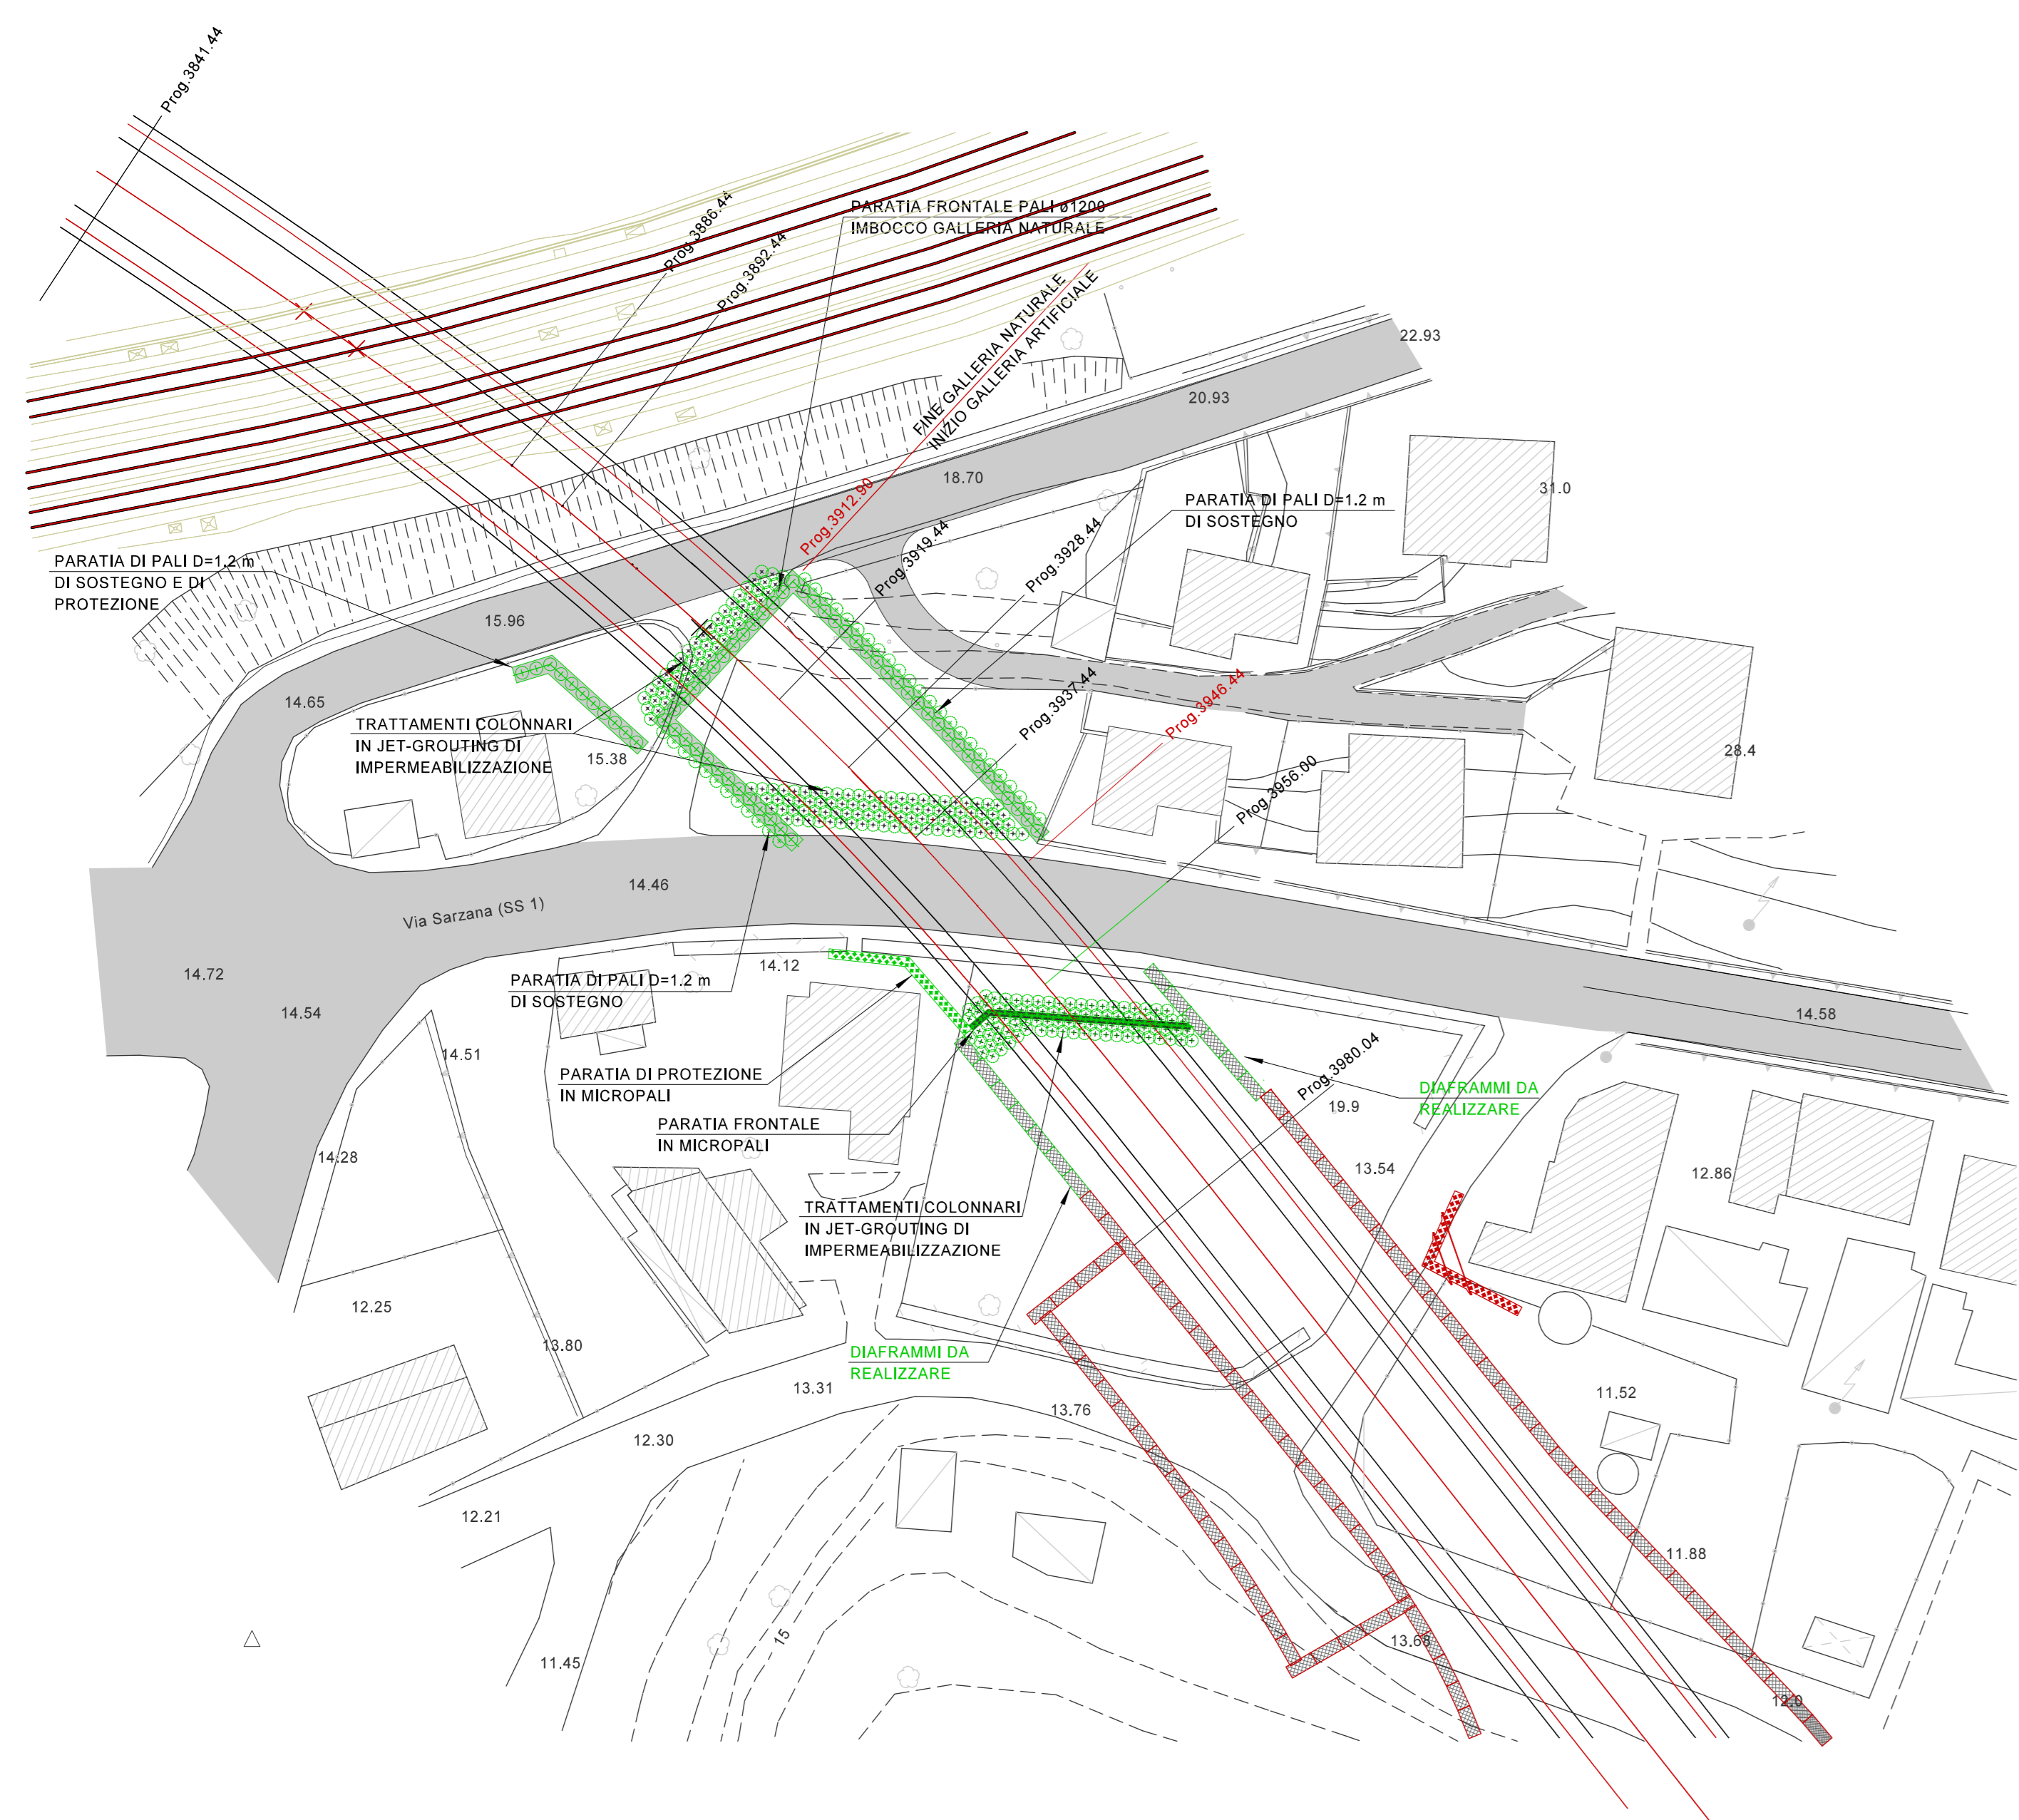 Prog.3841.44
Prog.3886.44
Prog.3892.44
PARATIA FRONTALE PALI ø1200
IMBOCCO GALLERIA NATURALE
FINE GALLERIA NATURALE
INIZIO GALLERIA ARTIFICIALE
22.93
20.93
18.70
31.0
Prog.3912.90
Prog.3919.44
Prog.3928.44
PARATIA DI PALI D=1.2 m
DI SOSTEGNO
PARATIA DI PALI D=1.2 m
DI SOSTEGNO E DI
PROTEZIONE
15.96
14.65
TRATTAMENTI COLONNARI
IN JET-GROUTING DI
IMPERMEABILIZZAZIONE
15.38
Prog.3937.44
Prog.3946.44
28.4
Prog.3956.00
14.46
Via Sarzana (SS 1)
14.72
14.54
14.12
PARATIA DI PALI D=1.2 m
DI SOSTEGNO
14.58
14.51
PARATIA DI PROTEZIONE
IN MICROPALI
PARATIA FRONTALE
IN MICROPALI
Prog.3980.04
DIAFRAMMI DA
REALIZZARE
19.9
13.54
12.86
14.28
TRATTAMENTI COLONNARI
IN JET-GROUTING DI
IMPERMEABILIZZAZIONE
12.25
13.80
DIAFRAMMI DA
REALIZZARE
13.31
13.76
11.52
12.30
12.21
11.88
15
11.45
13.68
12.0